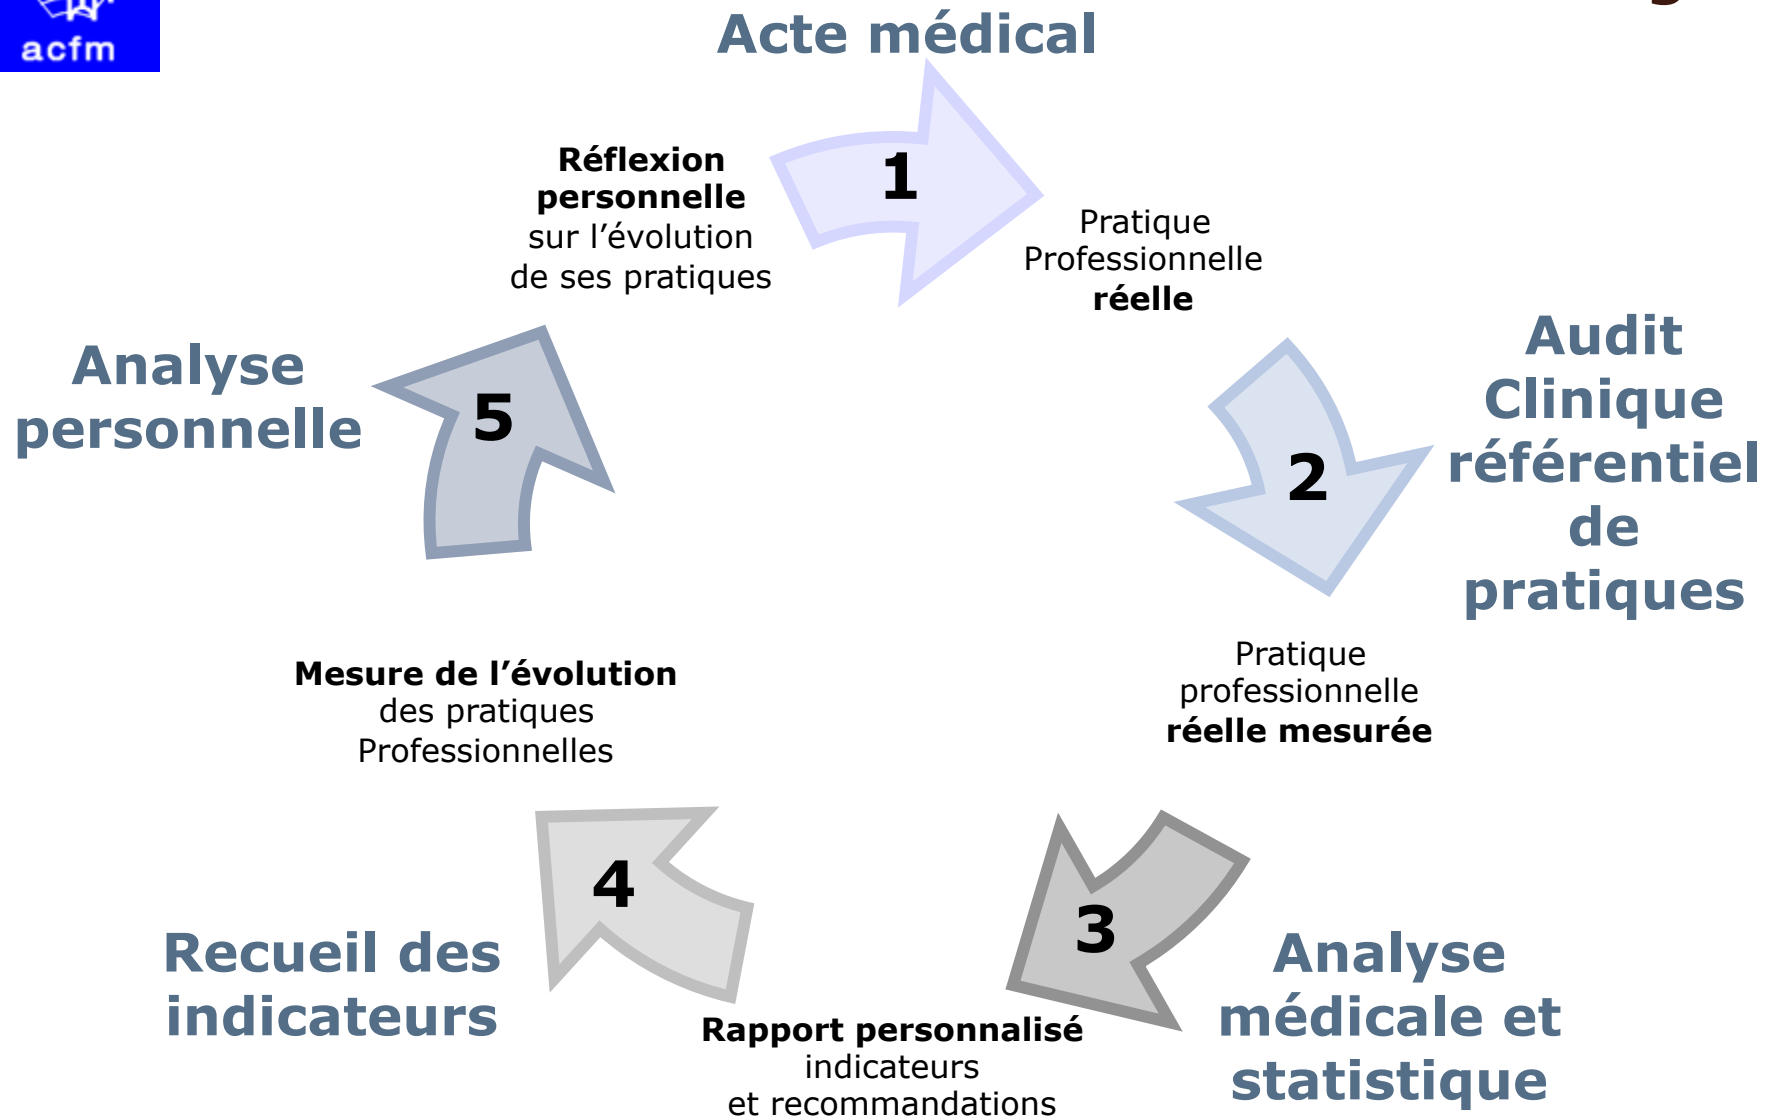 acfm
Acte médical
1
Réflexion
personnelle
sur l’évolution
de ses pratiques
Pratique
Professionnelle
réelle
Audit
Clinique
référentiel
de
pratiques
2
Analyse
personnelle
5
Pratique
professionnelle
réelle mesurée
Mesure de l’évolution
des pratiques
Professionnelles
3
Analyse
médicale et
statistique
4
Recueil des
indicateurs
Rapport personnalisé
indicateurs
et recommandations